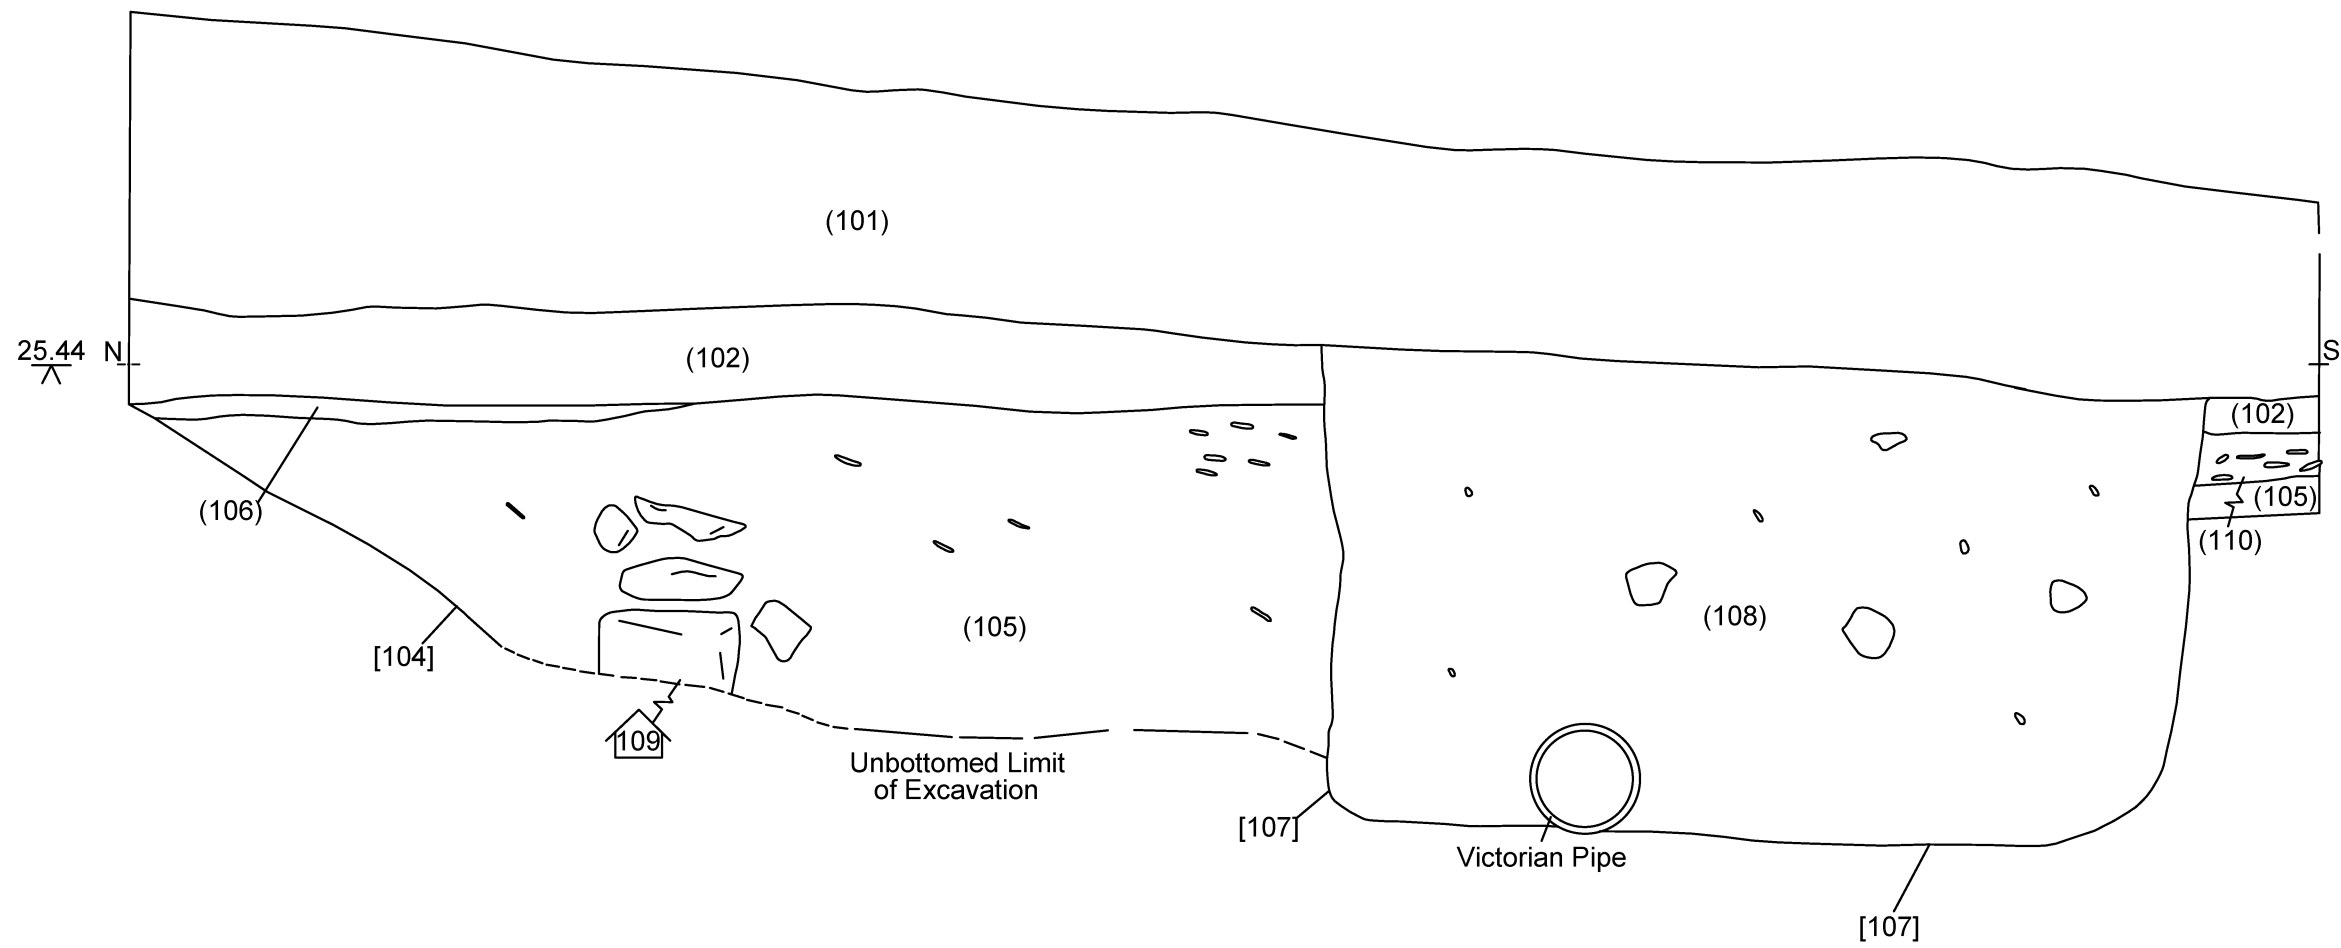 (101)
25.44 N
(102)
S
(102)
(106)
(105)
(110)
[104]
(105)
(108)
109
Unbottomed Limit
of Excavation
[107]
Victorian Pipe
[107]